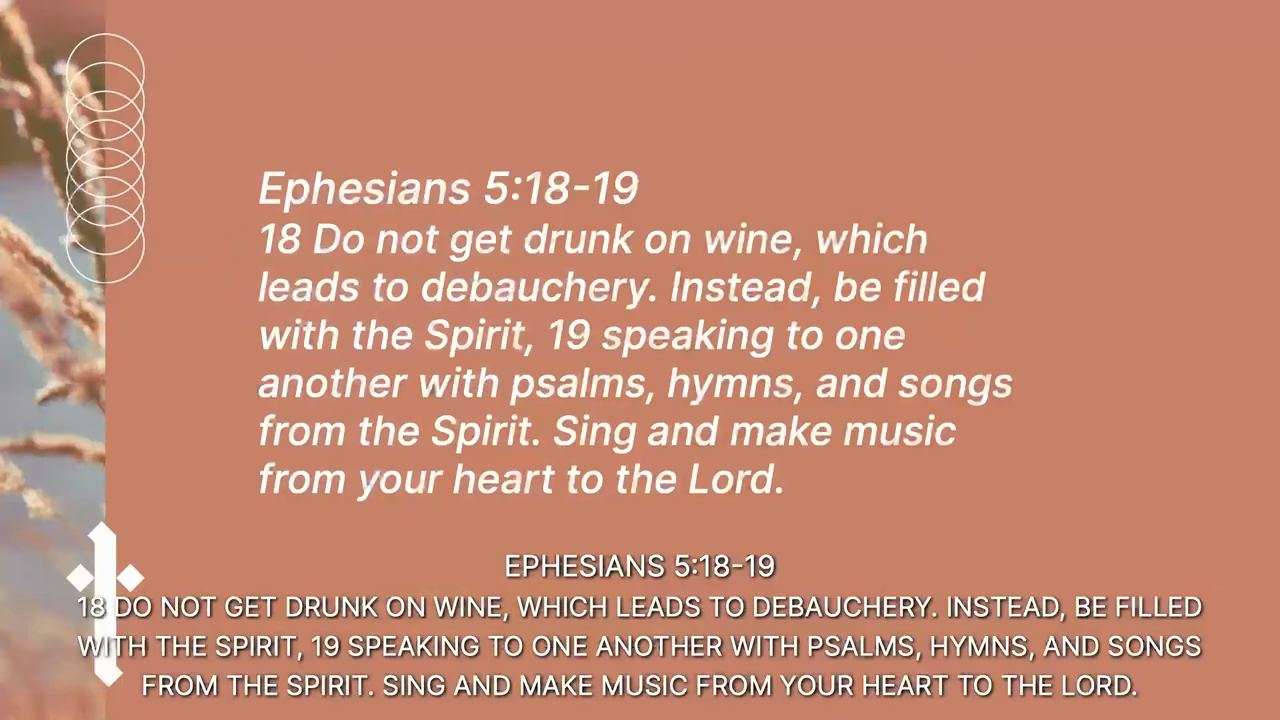 Ephesians 5:18-19
18 Do not get drunk on wine, which
leads to debauchery. Instead, be filled
with the Spirit, 19 speaking to one
another with psalms, hymns, and songs
from the Spirit. Sing and make music
from your heart to the Lord.
EPHESIANS 5:18-19
18 DO NOT GET DRUNK ON WINE, WHICH LEADS TO DEBAUCHERY. INSTEAD, BE FILLED
WITH THE SPIRIT, 19 SPEAKING TO ONE ANOTHER WITH PSALMS, HYMNS, AND SONGS
FROM THE SPIRIT. SING AND MAKE MUSIC FROM YOUR HEART TO THE LORD.